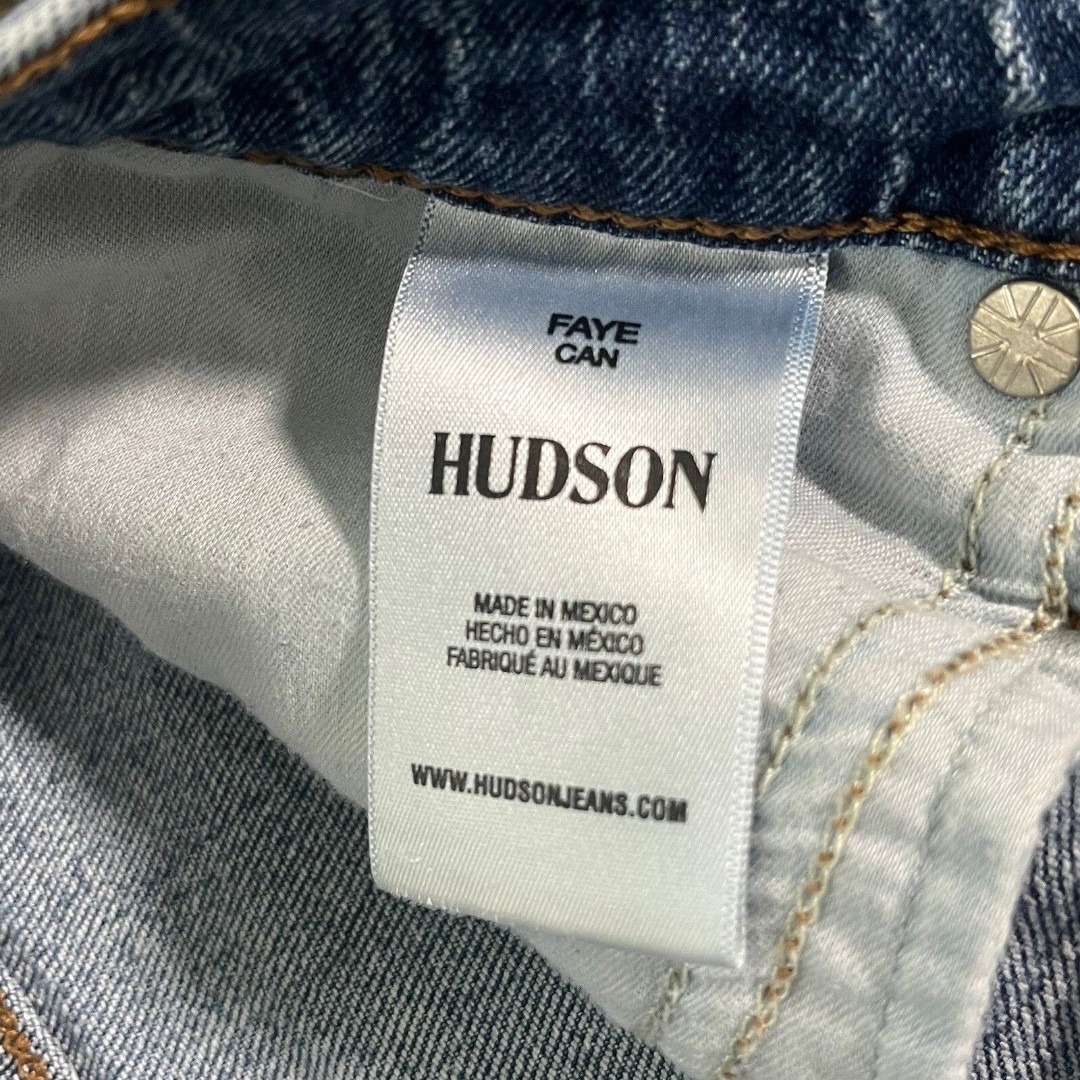 FAYE
CAN
HUDSON
MADE IN MEXICO
HECHO EN MÉXICO
FABRIQUÉ AU MEXIQUE
WWW.HUDSONJEANS.COM